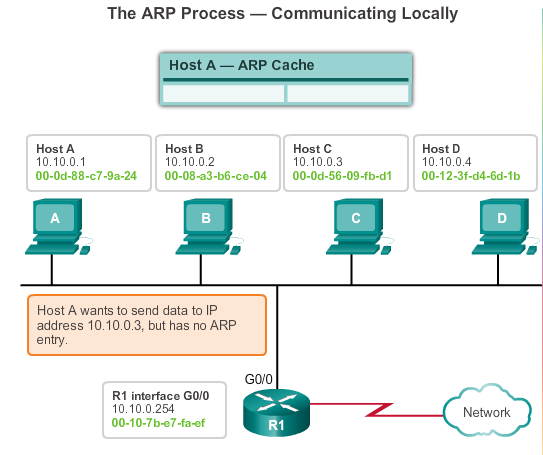 The ARP Process — Communicating Locally
Host A — ARP Cache
Host A
10.10.0.1
00-0d-88-c7-9a-24
Host B
10.10.0.2
00-08-a3-b6-ce-04
Host C
10.10.0.3
00-0d-56-09-fb-d1
Host D
10.10.0.4
00-12-3f-d4-6d-1b
A
B
C
D
Host A wants to send data to IP
address 10.10.0.3, but has no ARP
entry.
G0/0
R1 interface G0/0
10.10.0.254
00-10-7b-e7-fa-ef
R1
Network